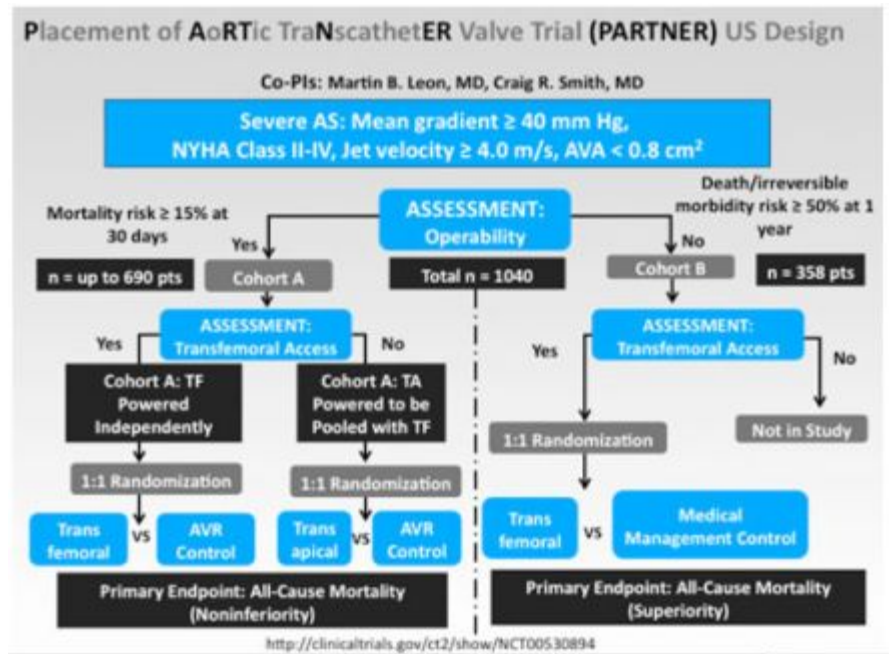 Placement of AoRTic TraNscathetER Valve Trial (PARTNER) US Design
Co-PIs: Martin B. Leon, MD, Craig R. Smith, MD
Severe AS: Mean gradient ≥ 40 mm Hg,
NYHA Class II-IV, Jet velocity ≥ 4.0 m/s, AVA < 0.8 cm²
Mortality risk ≥ 15% at
30 days
ASSESSMENT:
Operability
Death/irreversible
morbidity risk ≥ 50% at 1
year
Yes
No
n = up to 690 pts
Cohort A
Total n = 1040
Cohort B
n = 358 pts
Yes
ASSESSMENT:
Transfemoral Access
No
Yes
ASSESSMENT:
Transfemoral Access
No
Cohort A: TF
Powered
Independently
Cohort A: TA
Powered to be
Pooled with TF
1:1 Randomization
Not in Study
1:1 Randomization
1:1 Randomization
Trans
femoral
vs
AVR
Control
Trans
apical
vs
AVR
Control
Trans
femoral
vs
Medical
Management Control
Primary Endpoint: All-Cause Mortality
(Noninferiority)
Primary Endpoint: All-Cause Mortality
(Superiority)
http://clinicaltrials.gov/ct2/show/NCT00530894